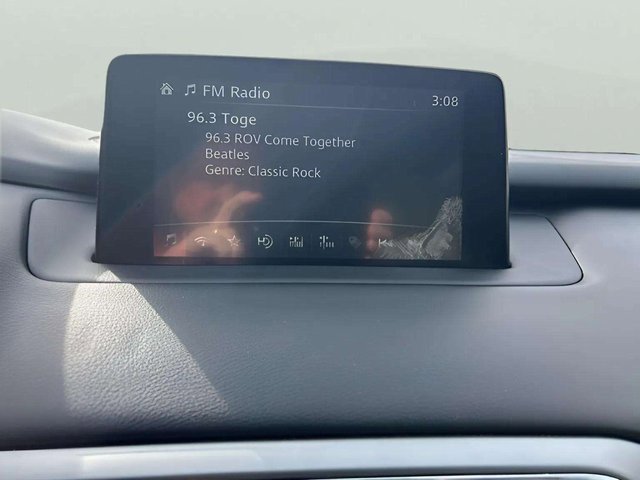 FM Radio
3:08
96.3 Toge
96.3 ROV Come Together
Beatles
Genre: Classic Rock